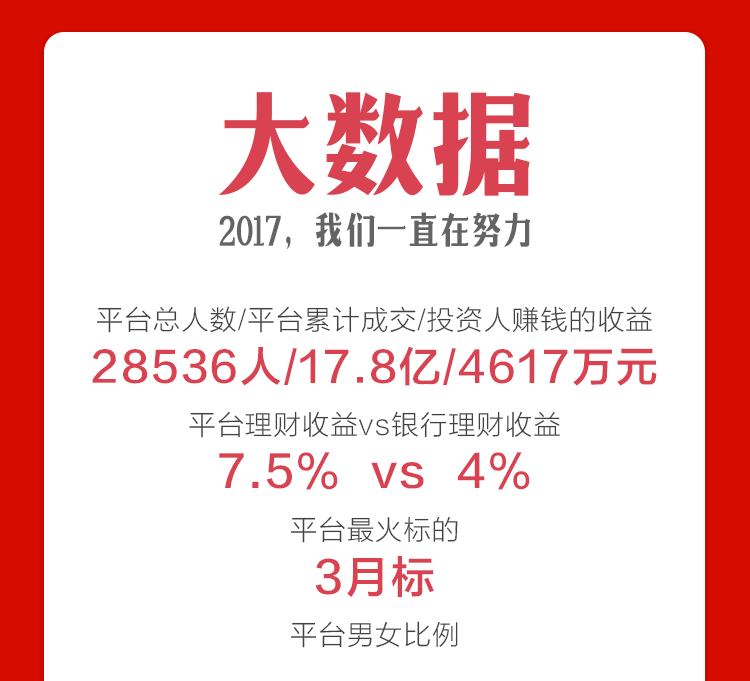 大数据
2017，我们一直在努力
平台总人数/平台累计成交/投资人赚钱的收益
28536人/17.8亿/4617万元
平台理财收益vs银行理财收益
7.5% vs 4%
平台最火标的
3月标
平台男女比例